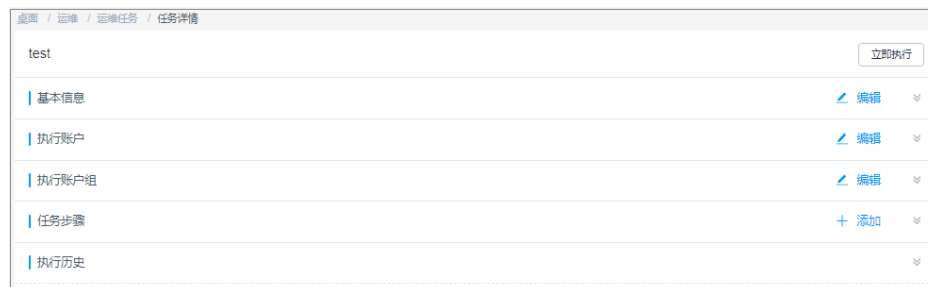 桌面 / 运维 / 运维任务 / 任务详情
test 立即执行
基本信息 编辑
执行账户 编辑
执行账户组 编辑
任务步骤 + 添加
执行历史